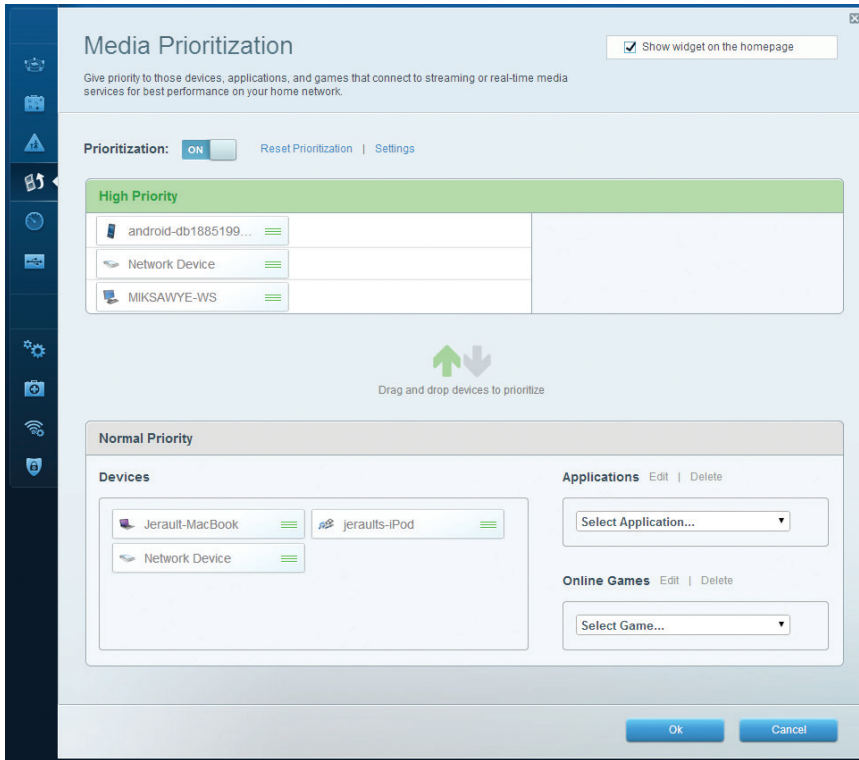 Media Prioritization
Show widget on the homepage
Give priority to those devices, applications, and games that connect to streaming or real-time media
services for best performance on your home network.
Prioritization: ON Reset Prioritization | Settings
High Priority
android-db1885199...
Network Device
MIKSAWYE-WS
Drag and drop devices to prioritize
Normal Priority
Devices
Jerault-MacBook
jeraults-iPod
Network Device
Applications Edit | Delete
Select Application...
Online Games Edit | Delete
Select Game...
Ok
Cancel